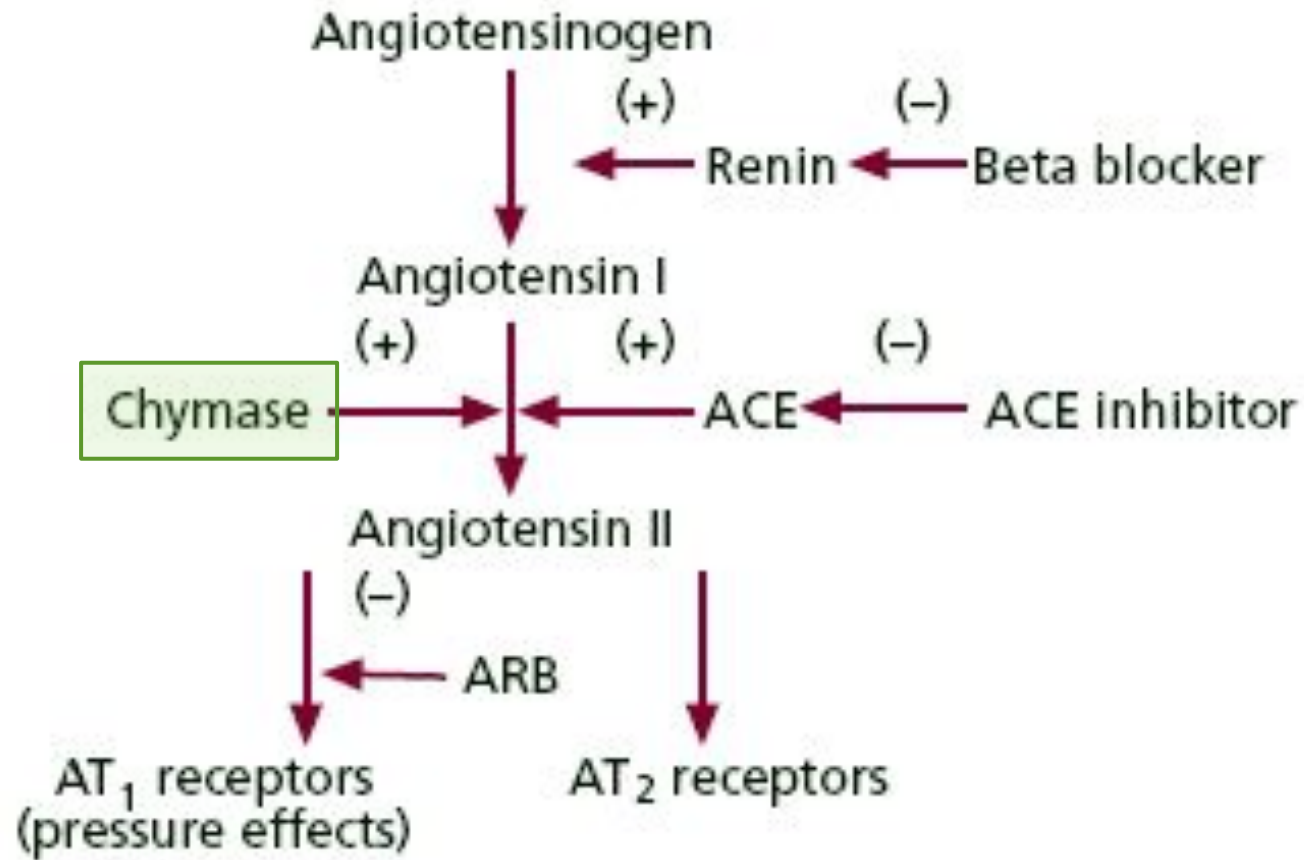 Angiotensinogen
(+) (–)
Renin Beta blocker
Angiotensin I
(+) (+) (–)
Chymase ACE ACE inhibitor
Angiotensin II
(–)
ARB
AT₁ receptors AT₂ receptors
(pressure effects)